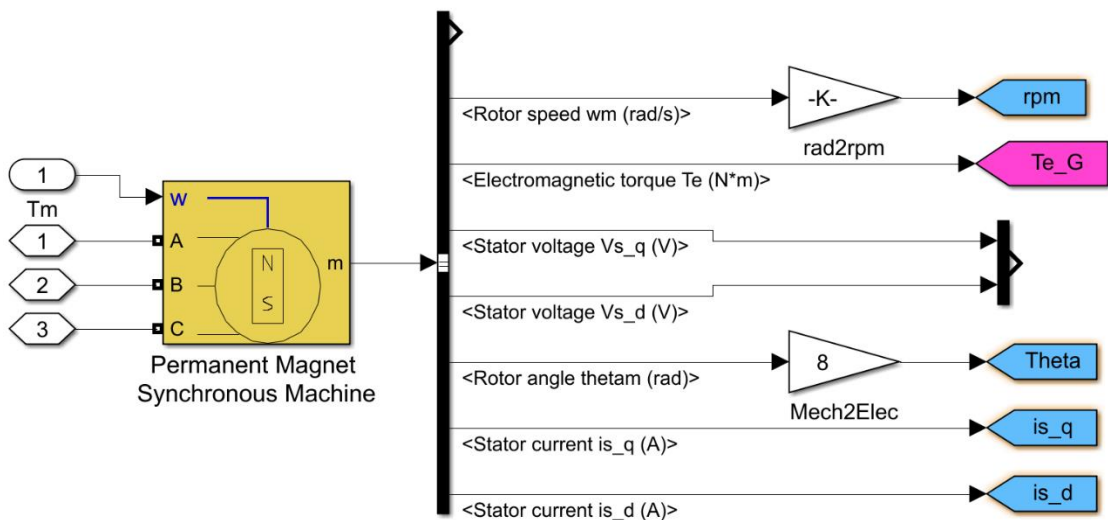 1
Tm
1
2
3
w
A
B
C
N
S
m
Permanent Magnet
Synchronous Machine
<Rotor speed wm (rad/s)>
-K-
rad2rpm
rpm
<Electromagnetic torque Te (N*m)>
Te_G
<Stator voltage Vs_q (V)>
<Stator voltage Vs_d (V)>
<Rotor angle thetam (rad)>
8
Mech2Elec
Theta
<Stator current is_q (A)>
is_q
<Stator current is_d (A)>
is_d